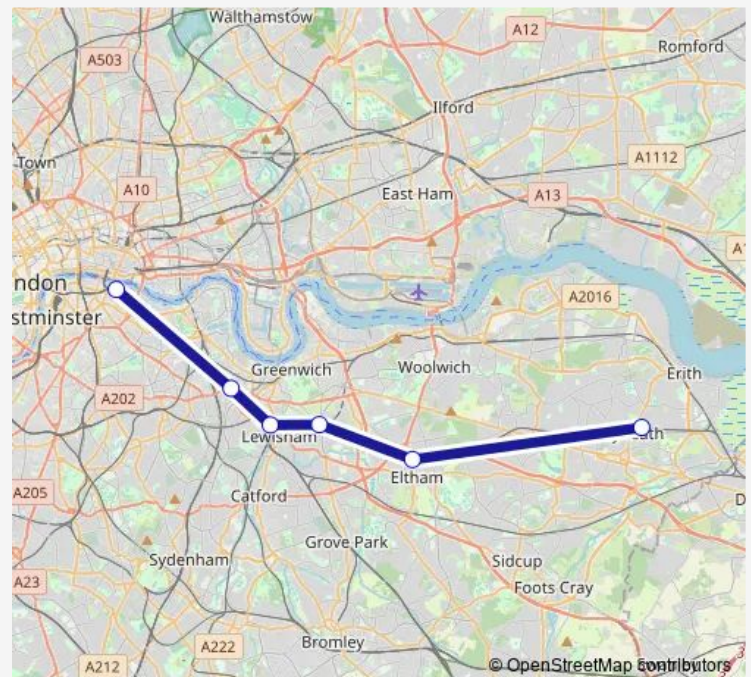 Walthamstow
A12
A503
Romford
Ilford
Town
A1112
A10
East Ham
A13
A
ndon
A2016
stminster
Greenwich
Woolwich
Erith
A202
Lewisham
Eltham
A205
Catford
D
Grove Park
Sydenham
Sidcup
A23
Foots Cray
Bromley
A222
A212
© OpenStreetMap contributors